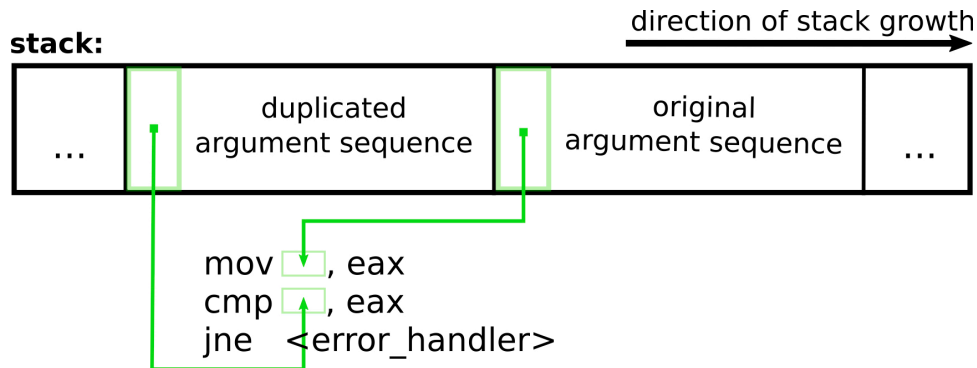 direction of stack growth
stack:
...
duplicated
argument sequence
original
argument sequence
...
mov , eax
cmp , eax
jne <error_handler>